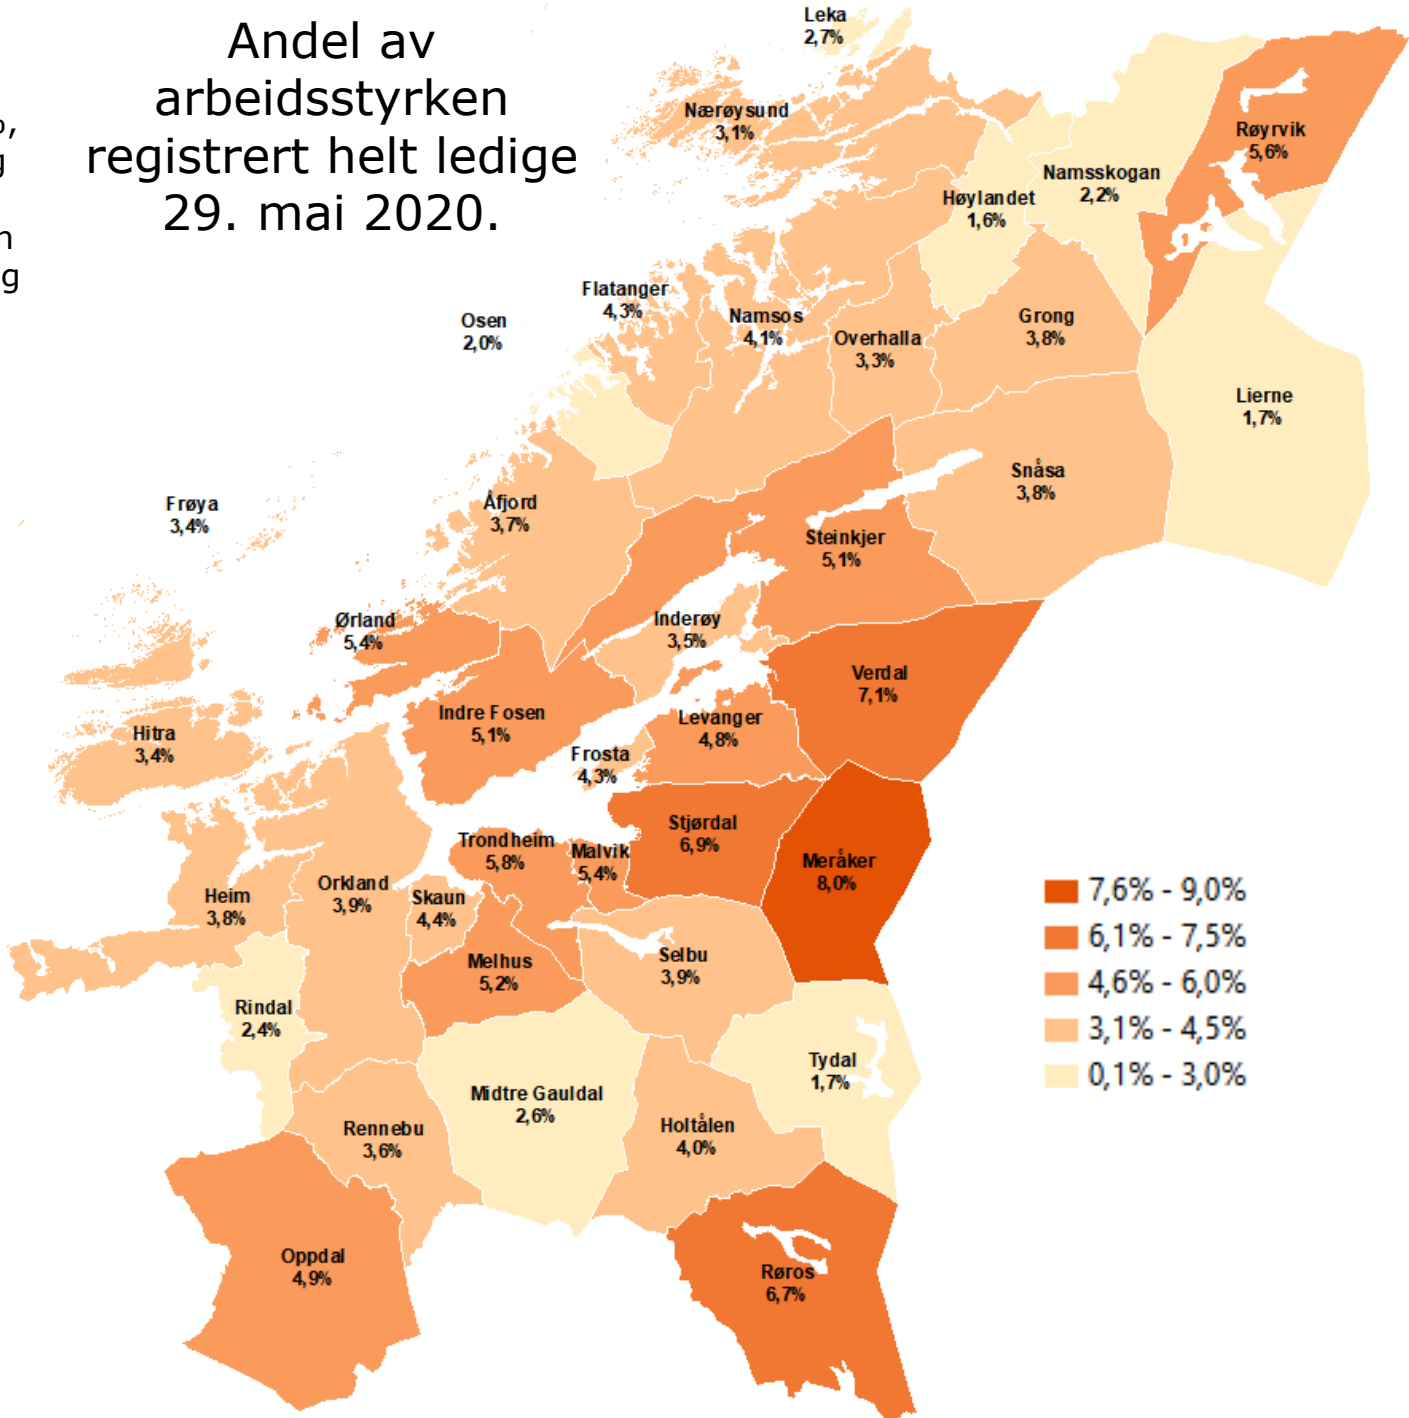 Andel av
arbeidsstyrken
registrert helt ledige
29. mai 2020.
%,
g
n
g
Leka
2,7%
Nærøysund
3,1%
Røyrvik
5,6%
Namsskogan
2,2%
Høylandet
1,6%
Flatanger
4,3%
Osen
2,0%
Namsos
4,1%
Overhalla
3,3%
Grong
3,8%
Lierne
1,7%
Snåsa
3,8%
Frøya
3,4%
Åfjord
3,7%
Steinkjer
5,1%
Ørland
5,4%
Inderøy
3,5%
Verdal
7,1%
Indre Fosen
5,1%
Levanger
4,8%
Hitra
3,4%
Frosta
4,3%
Stjørdal
6,9%
Trondheim
5,8%
Malvik
5,4%
Meråker
8,0%
Orkland
3,9%
Heim
3,8%
Skaun
4,4%
Melhus
5,2%
Selbu
3,9%
Rindal
2,4%
Tydal
1,7%
Midtre Gauldal
2,6%
Holtålen
4,0%
Rennebu
3,6%
Oppdal
4,9%
Røros
6,7%
7,6% - 9,0%
6,1% - 7,5%
4,6% - 6,0%
3,1% - 4,5%
0,1% - 3,0%